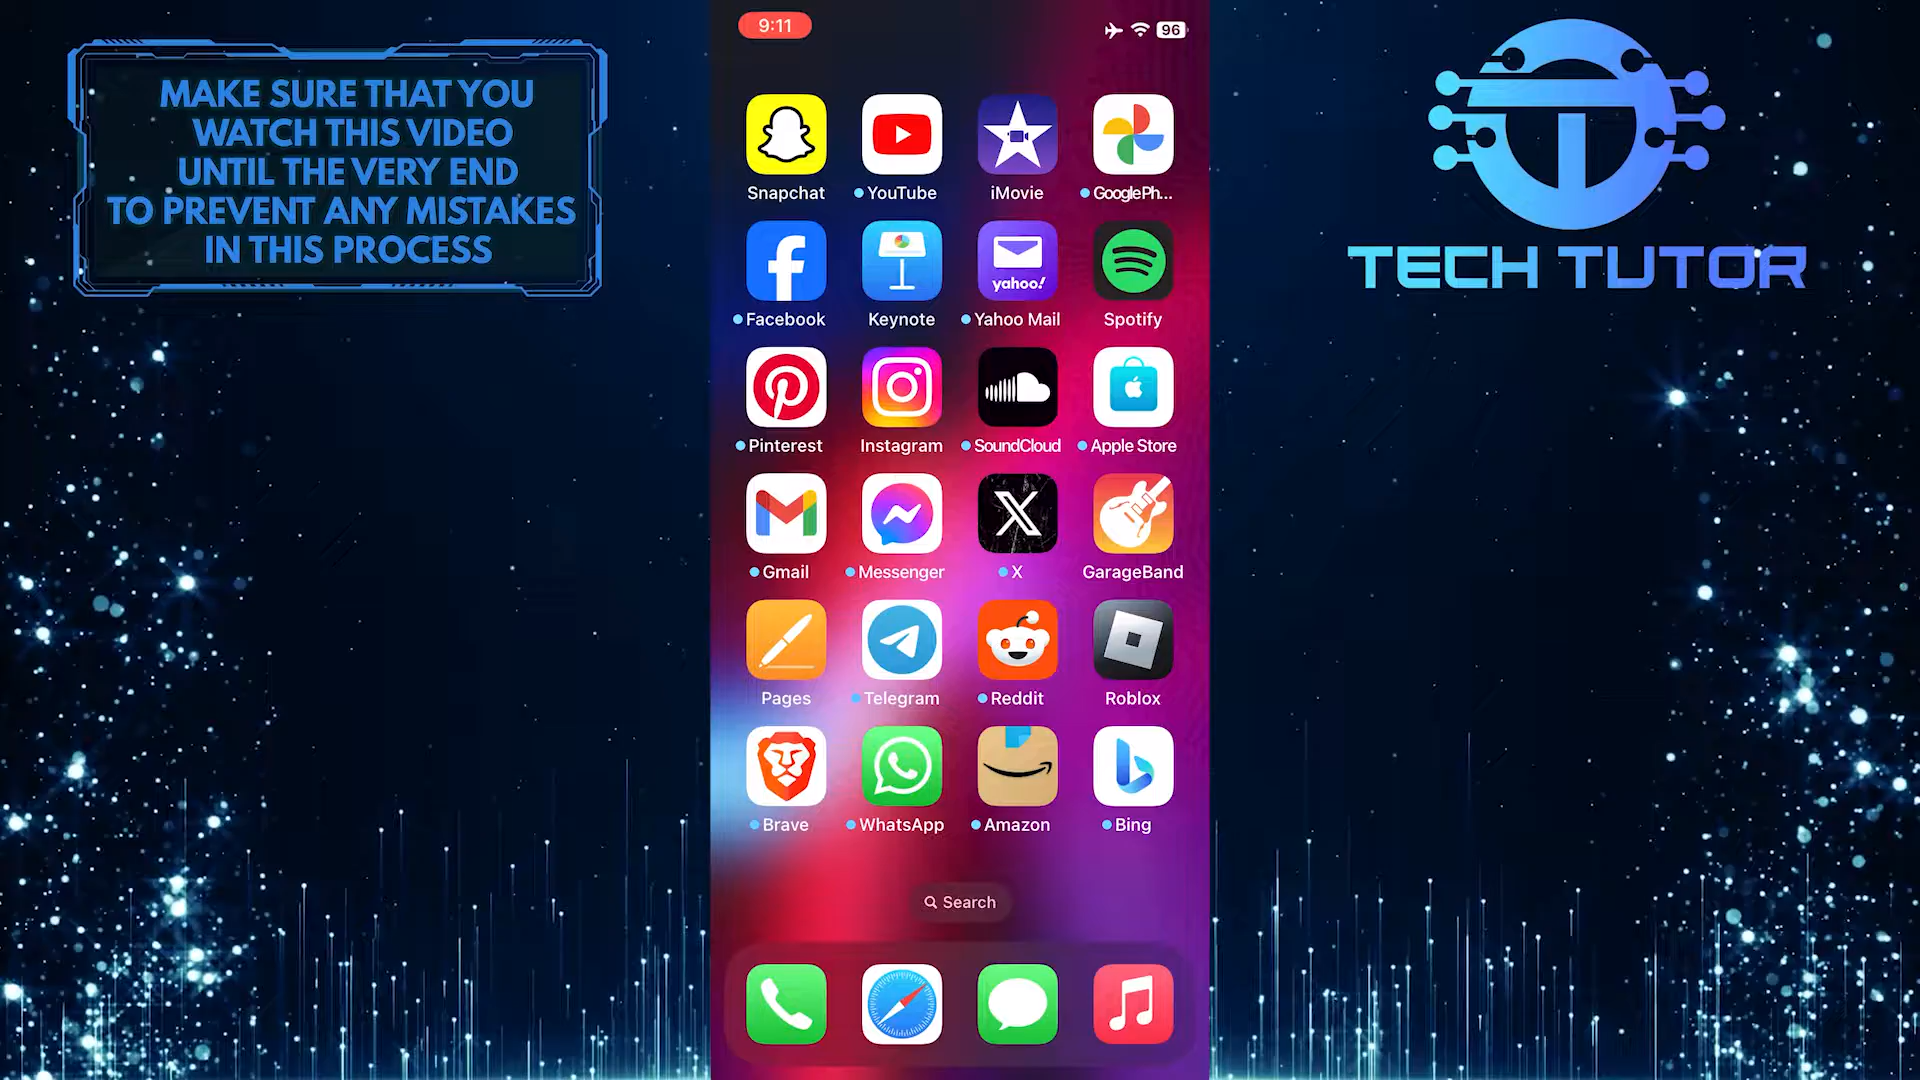 MAKE SURE THAT YOU
WATCH THIS VIDEO
UNTIL THE VERY END
TO PREVENT ANY MISTAKES
IN THIS PROCESS
9:11
96
Snapchat
YouTube
iMovie
Google Ph...
yahoo!
Facebook
Keynote
Yahoo Mail
Spotify
Pinterest
Instagram
SoundCloud
Apple Store
Gmail
Messenger
X
GarageBand
Pages
Telegram
Reddit
Roblox
Brave
WhatsApp
Amazon
Bing
Search
TECH TUTOR